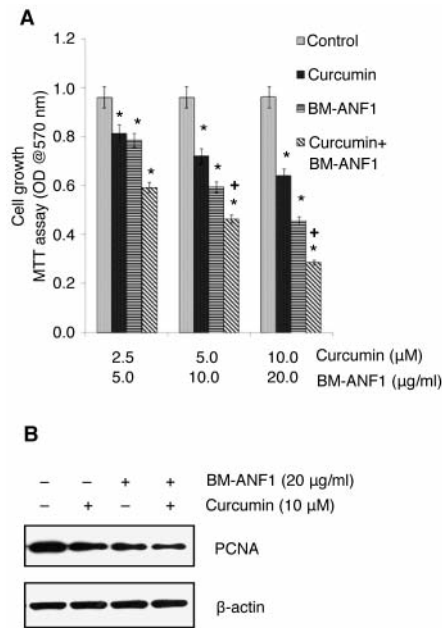 A
Cell growth
MTT assay (OD @570 nm)
1.2
1.0
0.8
0.6
0.4
0.2
0.0
Control
Curcumin
BM-ANF1
Curcumin+
BM-ANF1
* * *
* * + *
* * + *
2.5 5.0 10.0 Curcumin (μM)
5.0 10.0 20.0 BM-ANF1 (μg/ml)
B
– – + + BM-ANF1 (20 μg/ml)
– + – + Curcumin (10 μM)
PCNA
β-actin